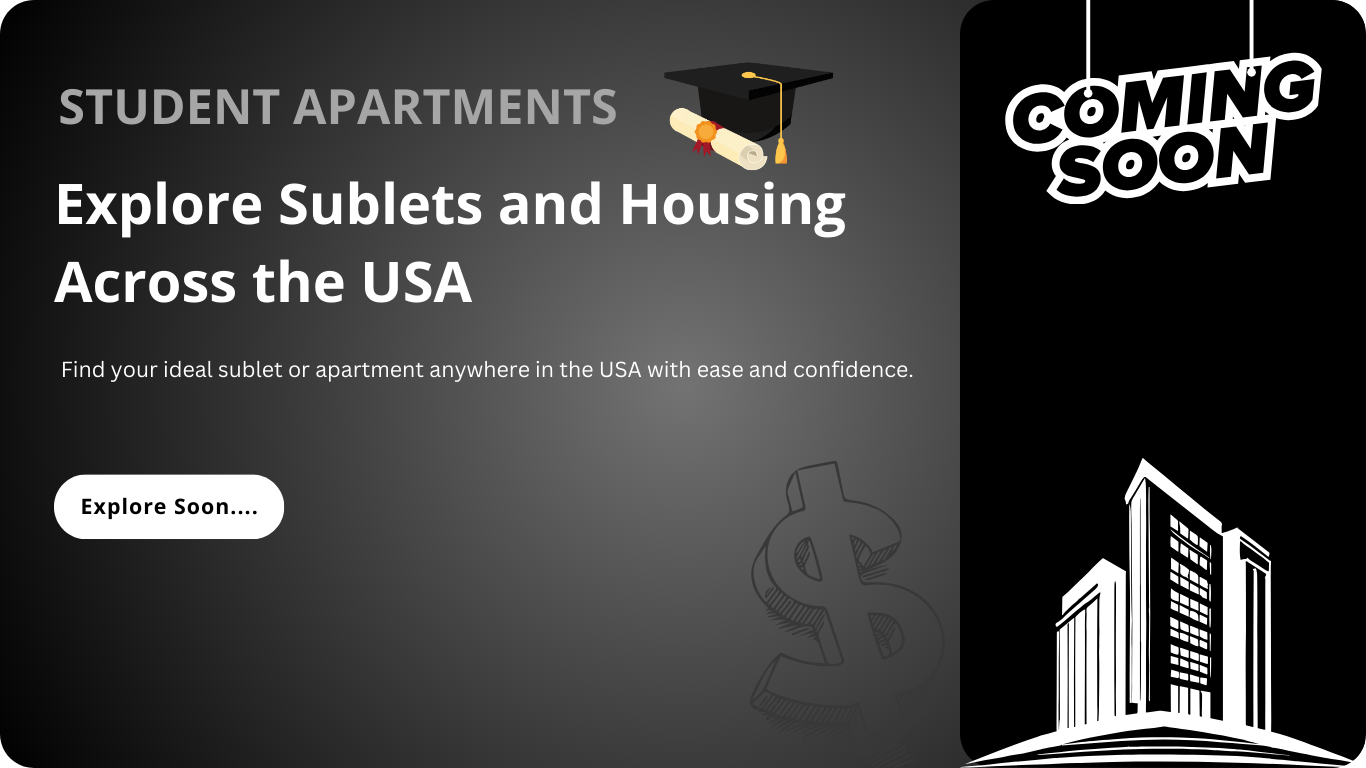 STUDENT APARTMENTS
Explore Sublets and Housing
Across the USA
Find your ideal sublet or apartment anywhere in the USA with ease and confidence.
Explore Soon....
COMING
SOON